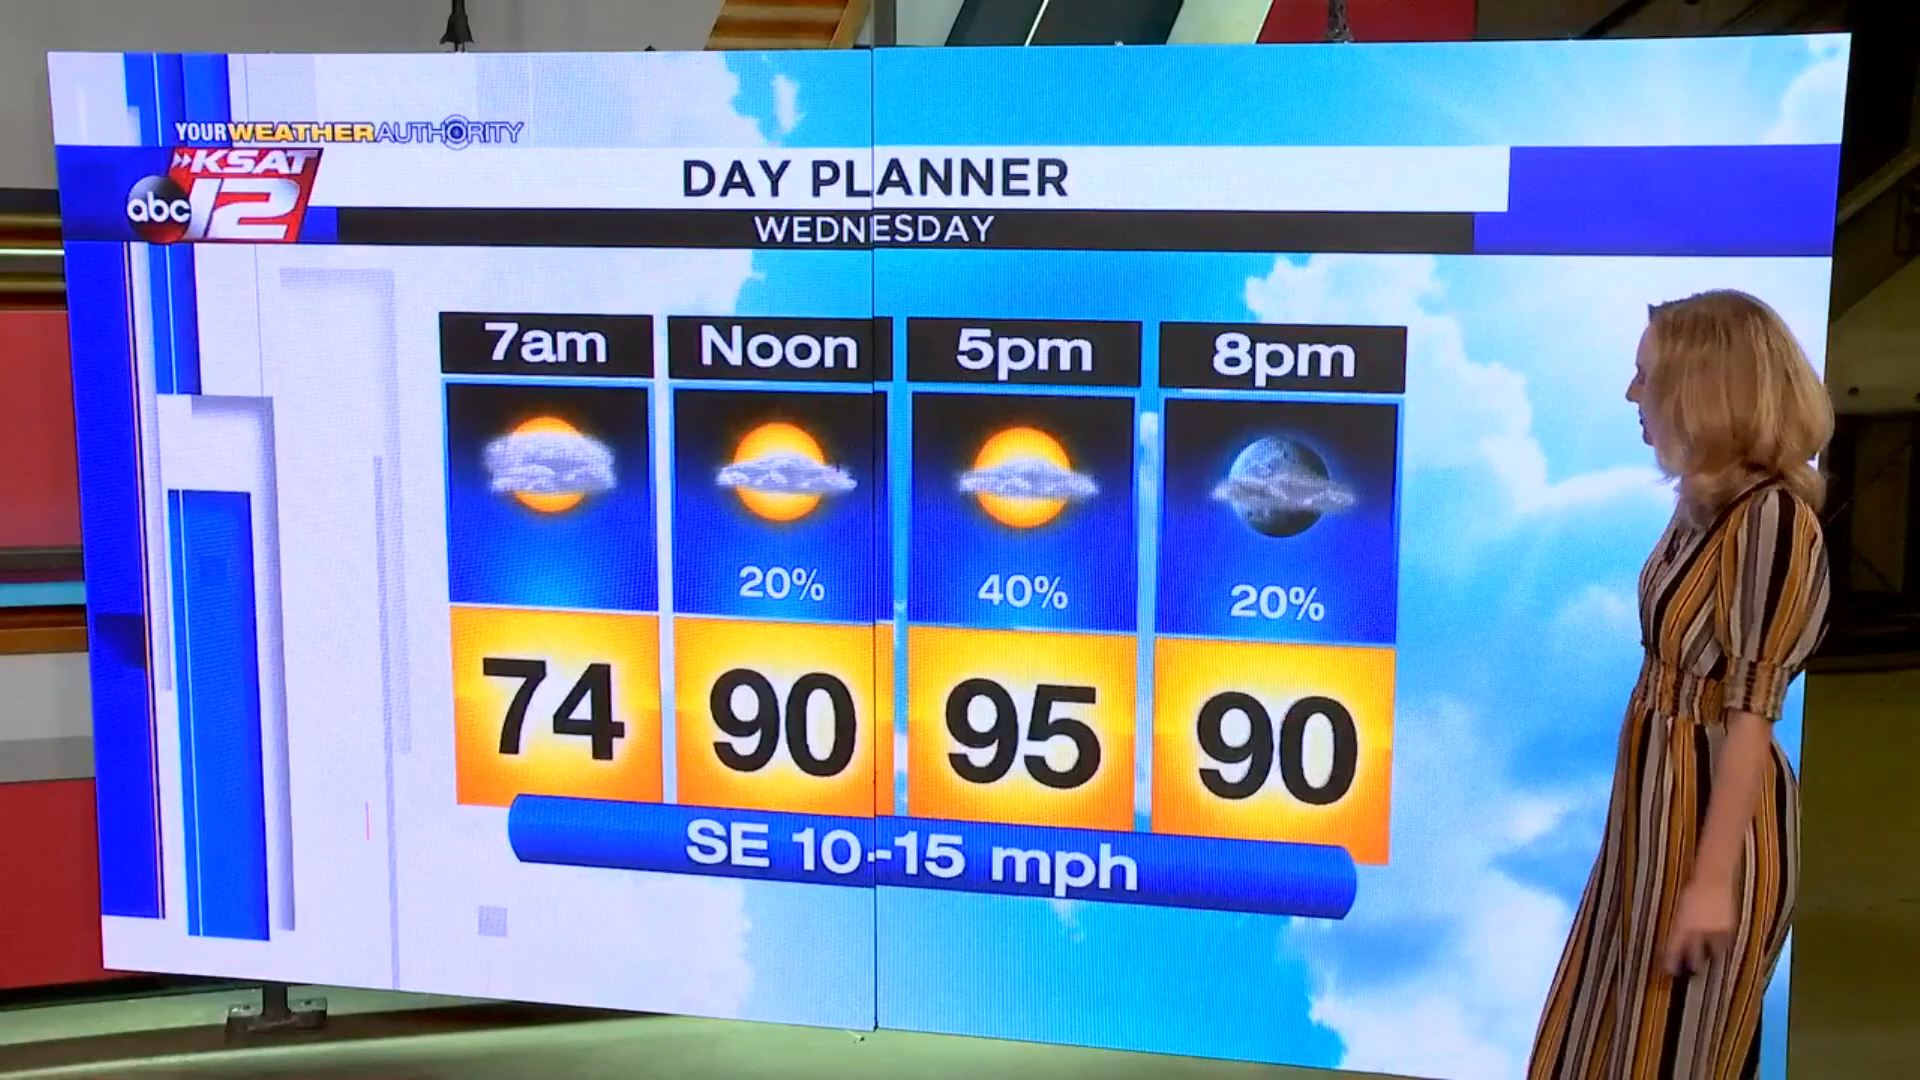 YOUR WEATHER AUTHORITY
KSAT
abc 12
DAY PLANNER
WEDNESDAY
7am Noon 5pm 8pm
20% 40% 20%
74 90 95 90
SE 10-15 mph